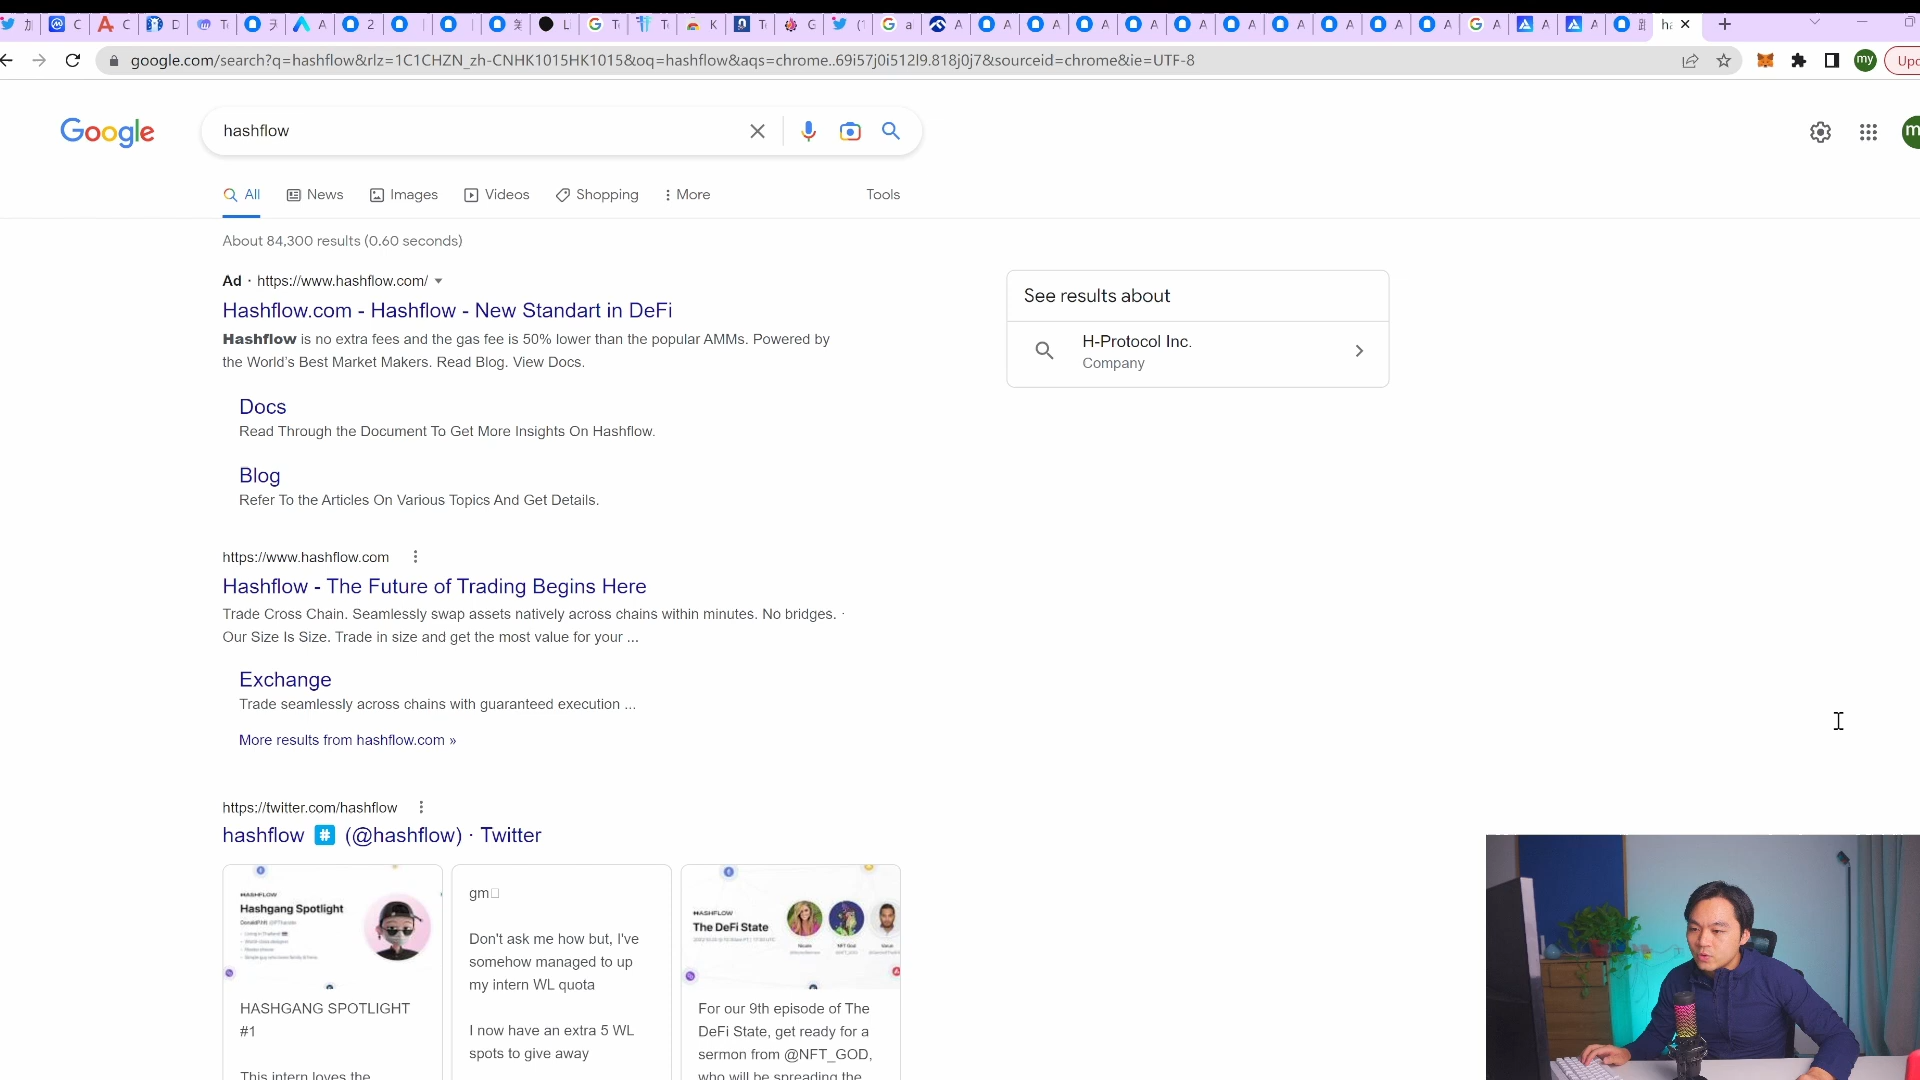 google.com/search?q=hashflow&rlz=1C1CHZN_zh-CNHK1015HK1015&oq=hashflow&aqs=chrome..69i57j0i512l9.818j0j7&sourceid=chrome&ie=UTF-8
my
Google
hashflow
All
News
Images
Videos
Shopping
More
Tools
About 84,300 results (0.60 seconds)
Ad · https://www.hashflow.com/
Hashflow.com - Hashflow - New Standart in DeFi
Hashflow is no extra fees and the gas fee is 50% lower than the popular AMMs. Powered by
the World's Best Market Makers. Read Blog. View Docs.
Docs
Read Through the Document To Get More Insights On Hashflow.
Blog
Refer To the Articles On Various Topics And Get Details.
See results about
H-Protocol Inc.
Company
https://www.hashflow.com
Hashflow - The Future of Trading Begins Here
Trade Cross Chain. Seamlessly swap assets natively across chains within minutes. No bridges. ·
Our Size Is Size. Trade in size and get the most value for your ...
Exchange
Trade seamlessly across chains with guaranteed execution ...
More results from hashflow.com »
https://twitter.com/hashflow
hashflow #️ (@hashflow) · Twitter
HASHFLOW
Hashgang Spotlight
HASHGANG SPOTLIGHT
#1
This intern loves the
gm
Don't ask me how but, I've
somehow managed to up
my intern WL quota
I now have an extra 5 WL
spots to give away
HASHFLOW
The DeFi State
For our 9th episode of The
DeFi State, get ready for a
sermon from @NFT_GOD,
who will be spreading the